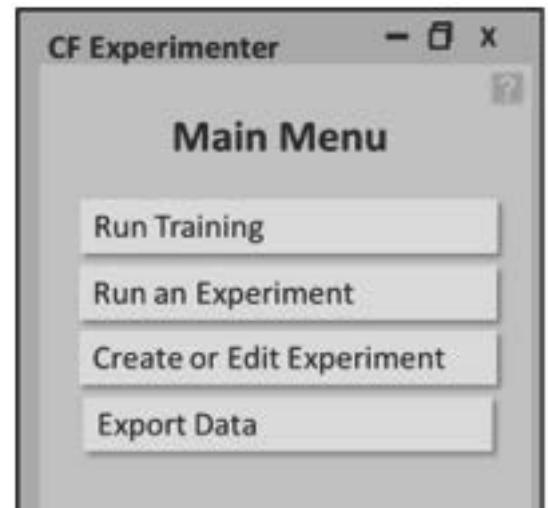 CF Experimenter
?
Main Menu
Run Training
Run an Experiment
Create or Edit Experiment
Export Data